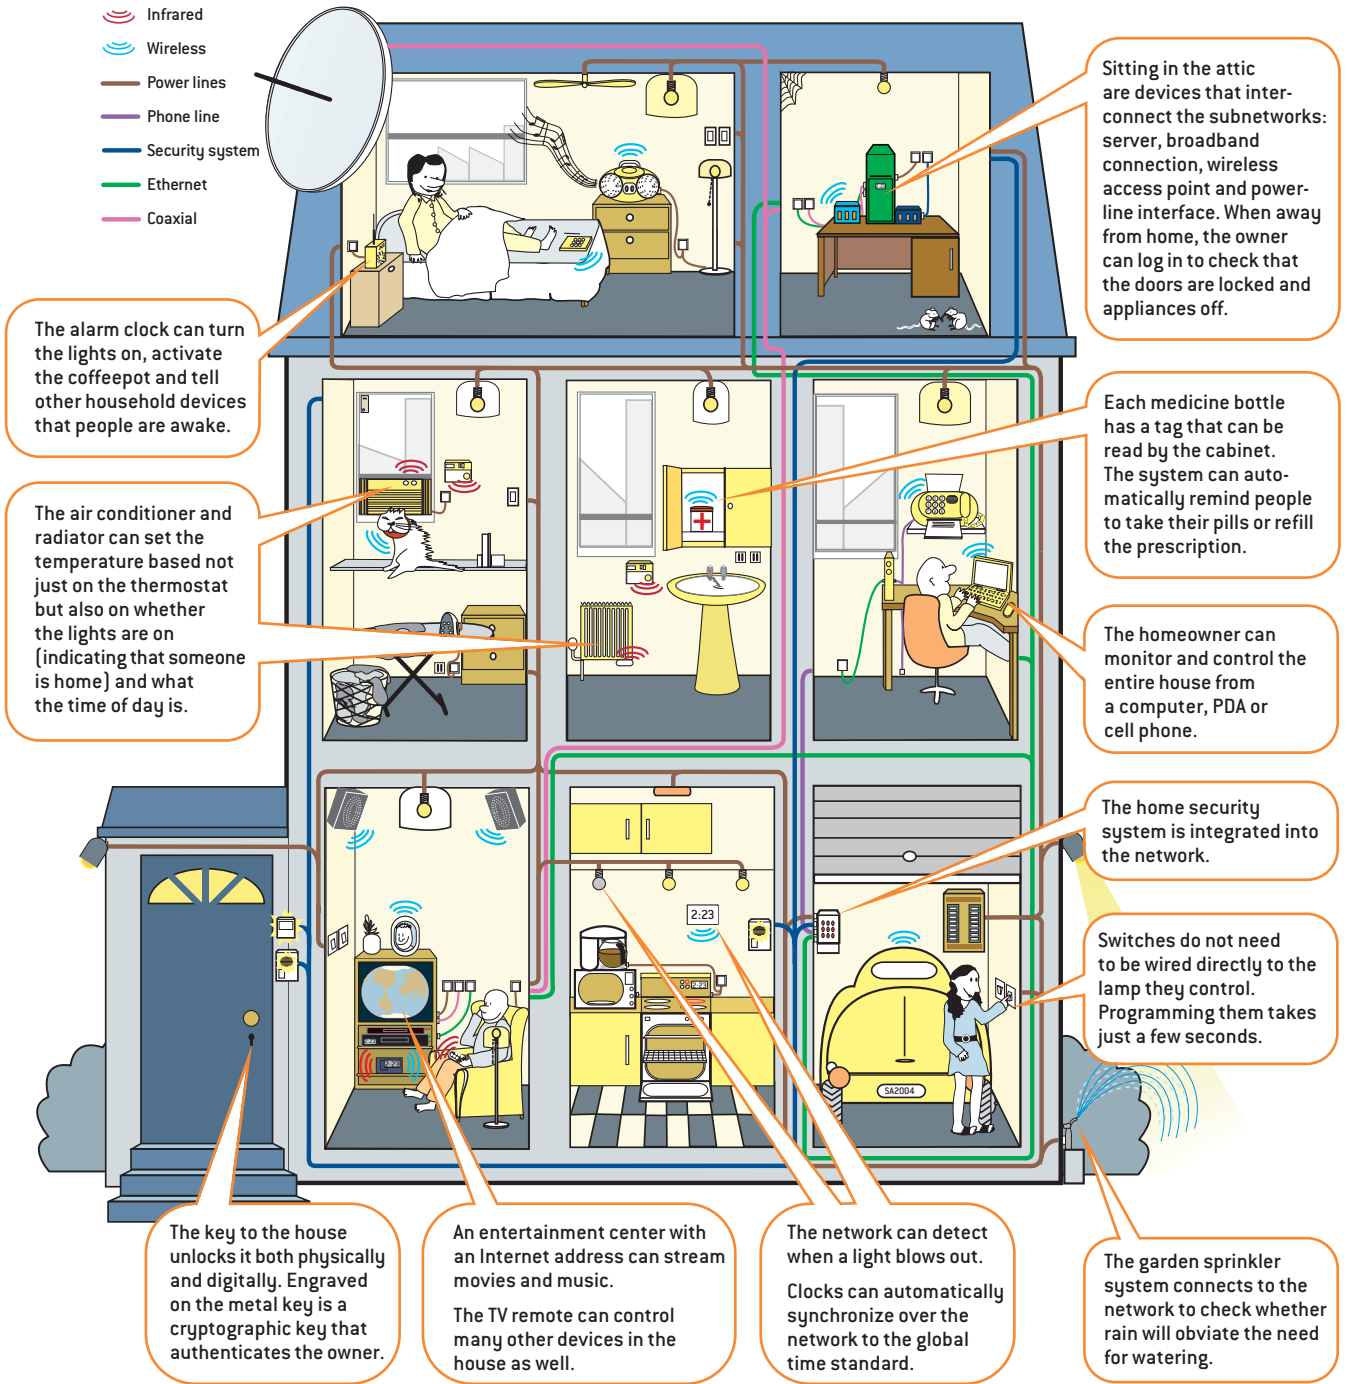 Infrared
Wireless
Power lines
Phone line
Security system
Ethernet
Coaxial
Sitting in the attic
are devices that inter-
connect the subnetworks:
server, broadband
connection, wireless
access point and power-
line interface. When away
from home, the owner
can log in to check that
the doors are locked and
appliances off.
The alarm clock can turn
the lights on, activate
the coffeepot and tell
other household devices
that people are awake.
Each medicine bottle
has a tag that can be
read by the cabinet.
The system can auto-
matically remind people
to take their pills or refill
the prescription.
The air conditioner and
radiator can set the
temperature based not
just on the thermostat
but also on whether
the lights are on
(indicating that someone
is home) and what
the time of day is.
The homeowner can
monitor and control the
entire house from
a computer, PDA or
cell phone.
The home security
system is integrated into
the network.
2:23
2:23
2:23
2:23
SA2004
Switches do not need
to be wired directly to the
lamp they control.
Programming them takes
just a few seconds.
The key to the house
unlocks it both physically
and digitally. Engraved
on the metal key is a
cryptographic key that
authenticates the owner.
An entertainment center with
an Internet address can stream
movies and music.
The TV remote can control
many other devices in the
house as well.
The network can detect
when a light blows out.
Clocks can automatically
synchronize over the
network to the global
time standard.
The garden sprinkler
system connects to the
network to check whether
rain will obviate the need
for watering.